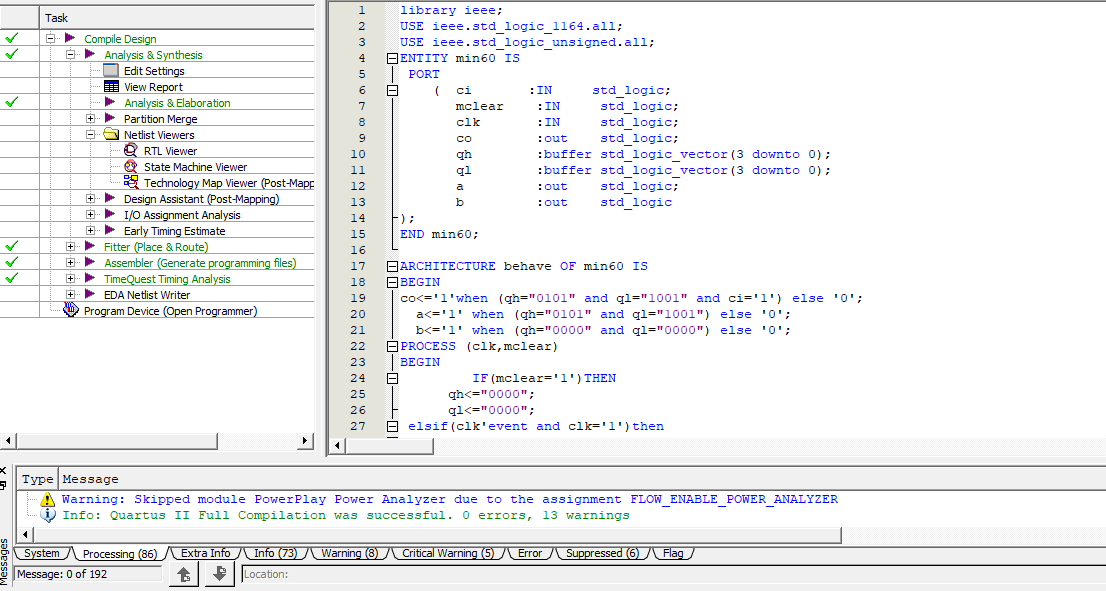 Task
Compile Design
Analysis & Synthesis
Edit Settings
View Report
Analysis & Elaboration
Partition Merge
Netlist Viewers
RTL Viewer
State Machine Viewer
Technology Map Viewer (Post-Mapp
Design Assistant (Post-Mapping)
I/O Assignment Analysis
Early Timing Estimate
Fitter (Place & Route)
Assembler (Generate programming files)
TimeQuest Timing Analysis
EDA Netlist Writer
Program Device (Open Programmer)
1 library ieee;
2 USE ieee.std_logic_1164.all;
3 USE ieee.std_logic_unsigned.all;
4 ENTITY min60 IS
5 PORT
6 ( ci :IN std_logic;
7 mclear :IN std_logic;
8 clk :IN std_logic;
9 co :out std_logic;
10 qh :buffer std_logic_vector(3 downto 0);
11 ql :buffer std_logic_vector(3 downto 0);
12 a :out std_logic;
13 b :out std_logic
14 );
15 END min60;
16
17 ARCHITECTURE behave OF min60 IS
18 BEGIN
19 co<='1'when (qh="0101" and ql="1001" and ci='1') else '0';
20 a<='1' when (qh="0101" and ql="1001") else '0';
21 b<='1' when (qh="0000" and ql="0000") else '0';
22 PROCESS (clk,mclear)
23 BEGIN
24 IF(mclear='1')THEN
25 qh<="0000";
26 ql<="0000";
27 elsif(clk'event and clk='1')then
Type Message
Warning: Skipped module PowerPlay Power Analyzer due to the assignment FLOW_ENABLE_POWER_ANALYZER
Info: Quartus II Full Compilation was successful. 0 errors, 13 warnings
System Processing (86) Extra Info Info (73) Warning (8) Critical Warning (5) Error Suppressed (6) Flag
Messages
Message: 0 of 192
Location: